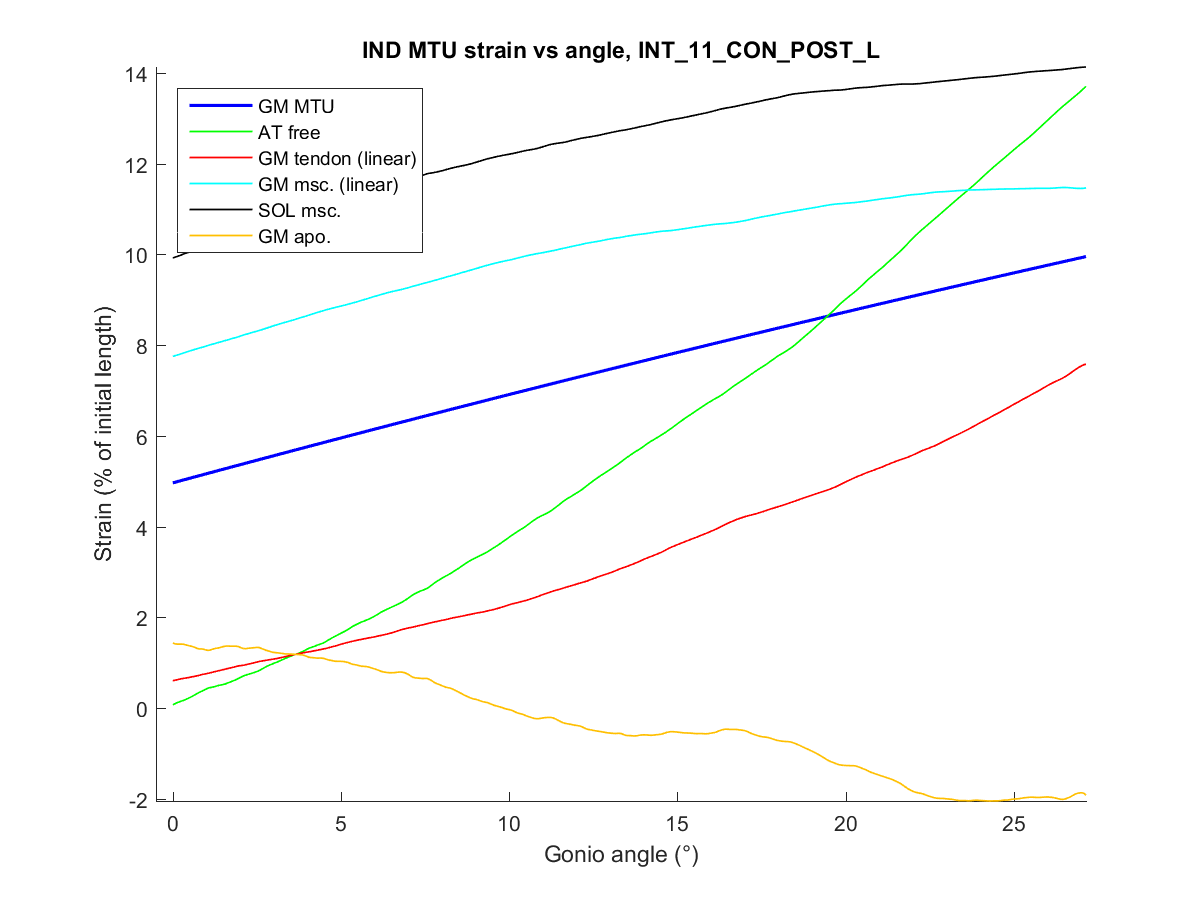 IND MTU strain vs angle, INT_11_CON_POST_L
14
12
10
8
6
4
2
0
-2
Strain (% of initial length)
GM MTU
AT free
GM tendon (linear)
GM msc. (linear)
SOL msc.
GM apo.
0 5 10 15 20 25
Gonio angle (°)